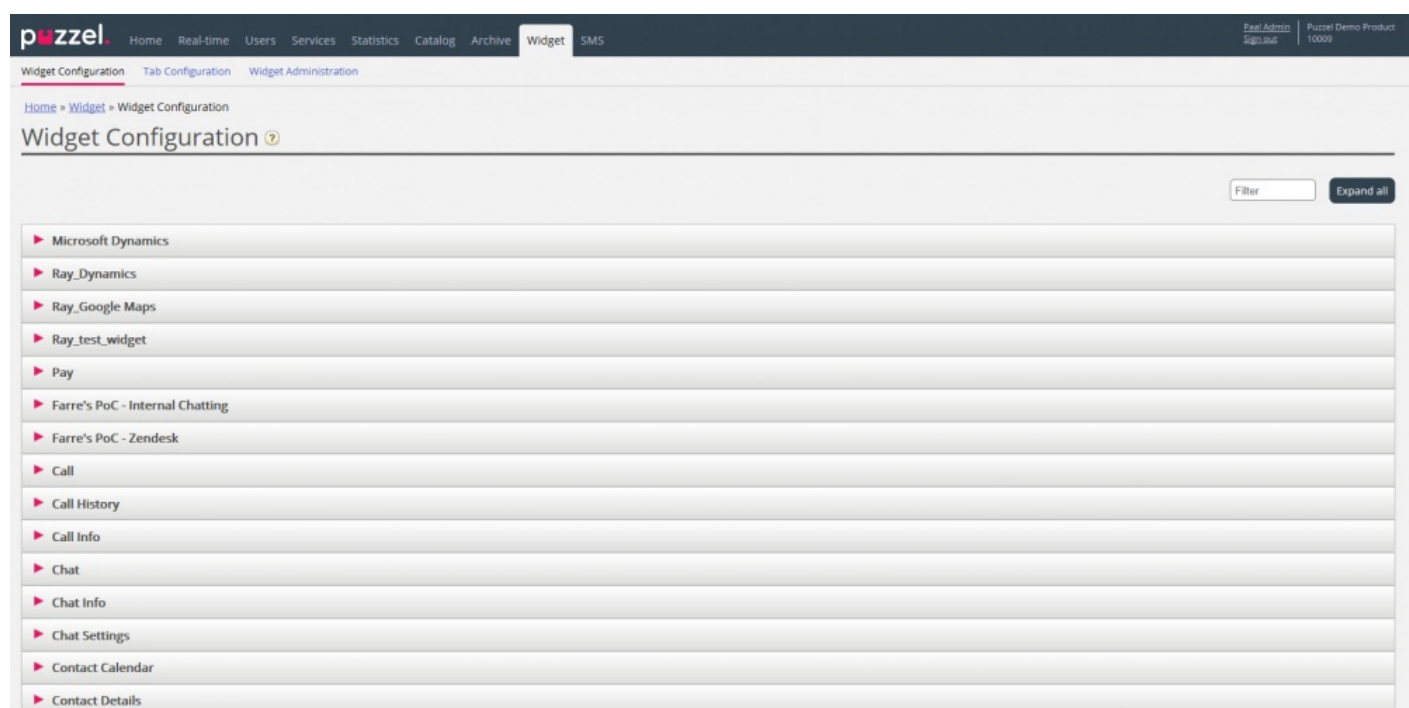 puzzel.
Home Real-time Users Services Statistics Catalog Archive Widget SMS
Paal Admin
Sign out
Puzzel Demo Product
10009
Widget Configuration Tab Configuration Widget Administration
Home » Widget » Widget Configuration
Widget Configuration ?
Filter
Expand all
Microsoft Dynamics
Ray_Dynamics
Ray_Google Maps
Ray_test_widget
Pay
Farre's PoC - Internal Chatting
Farre's PoC - Zendesk
Call
Call History
Call Info
Chat
Chat Info
Chat Settings
Contact Calendar
Contact Details